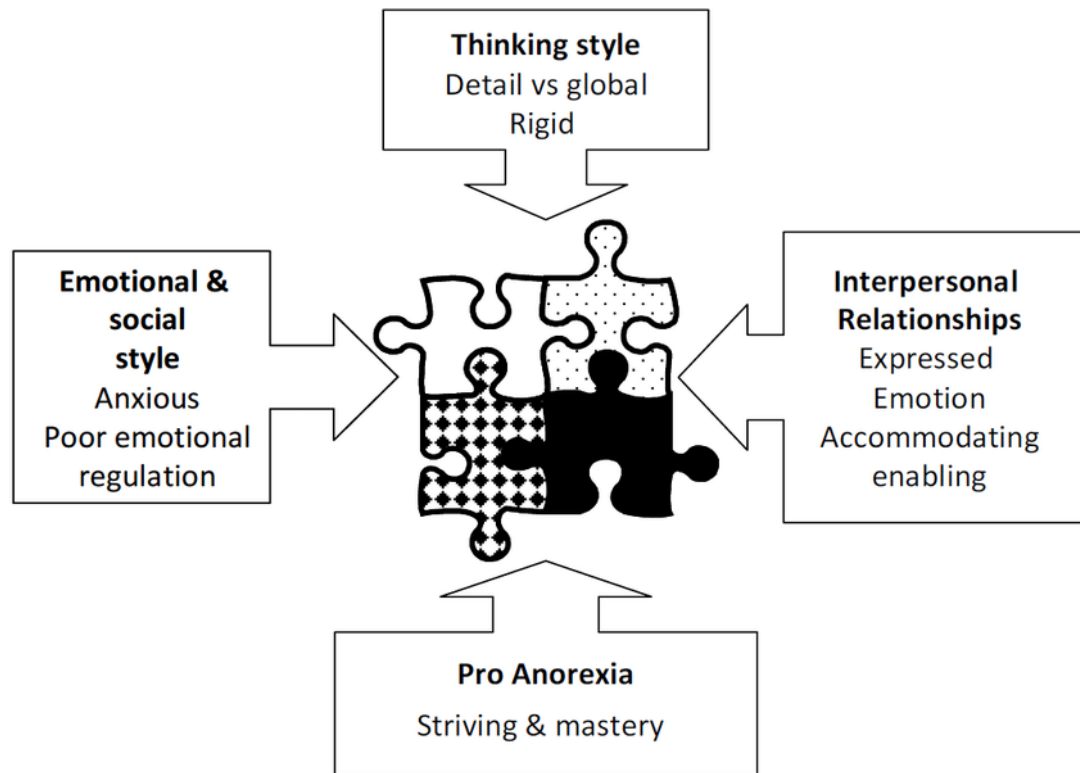 Thinking style
Detail vs global
Rigid
Emotional &
social
style
Anxious
Poor emotional
regulation
Interpersonal
Relationships
Expressed
Emotion
Accommodating
enabling
Pro Anorexia
Striving & mastery